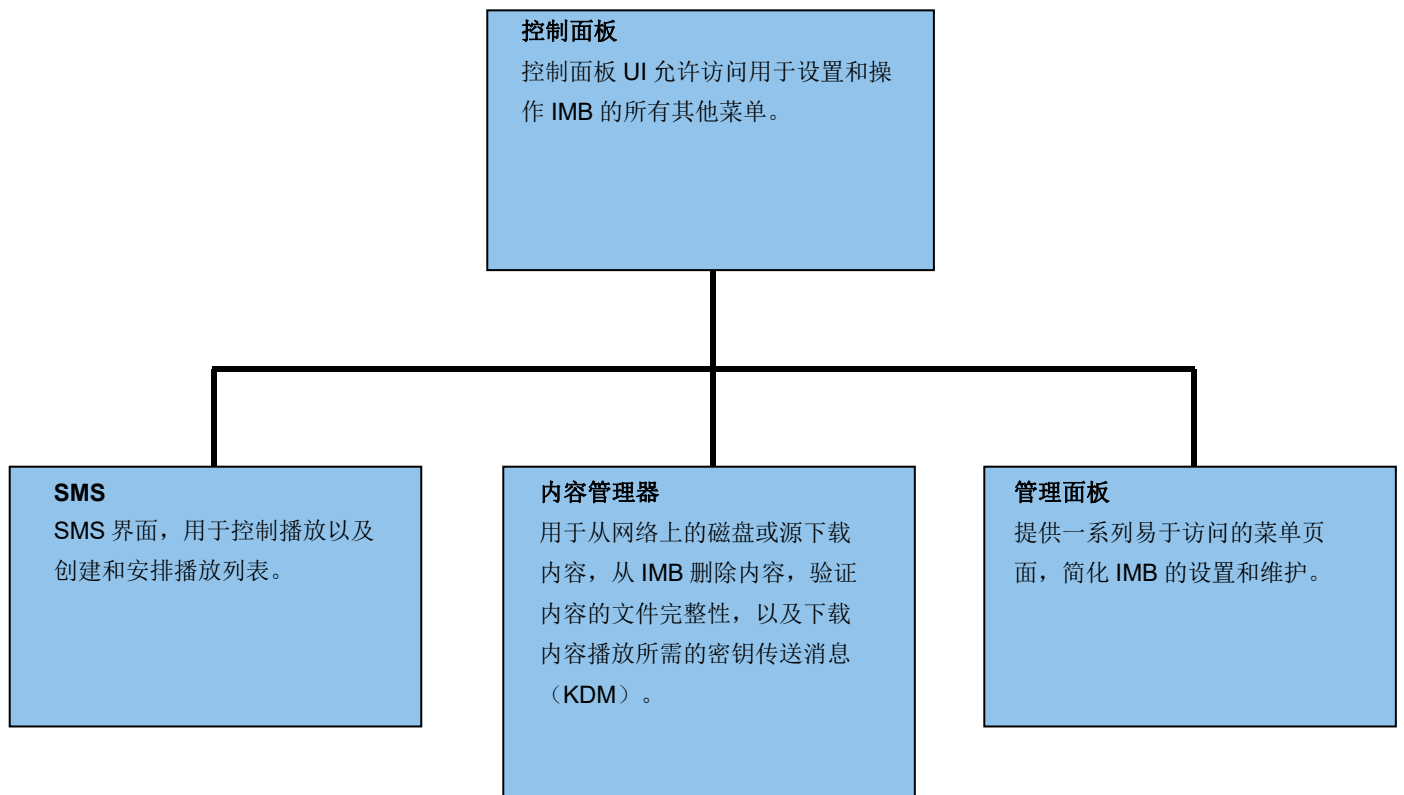 控制面板
控制面板 UI 允许访问用于设置和操
作 IMB 的所有其他菜单。
SMS
SMS 界面，用于控制播放以及
创建和安排播放列表。
内容管理器
用于从网络上的磁盘或源下载
内容，从 IMB 删除内容，验证
内容的文件完整性，以及下载
内容播放所需的密钥传送消息
（KDM）。
管理面板
提供一系列易于访问的菜单页
面，简化 IMB 的设置和维护。